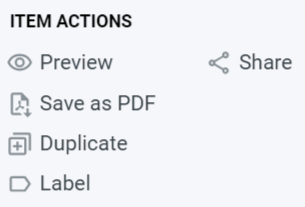 ITEM ACTIONS
Preview Share
Save as PDF
Duplicate
Label